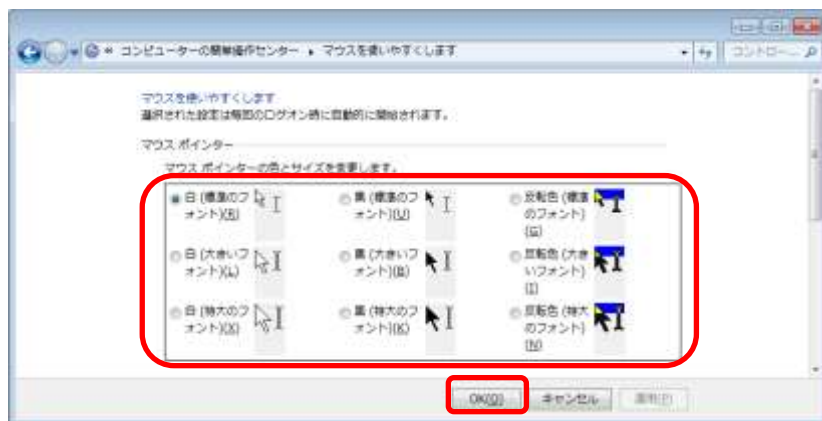 « コンピューターの簡単操作センター ▸ マウスを使いやすくします
コントロー...
マウスを使いやすくします
選択された設定は毎回のログオン時に自動的に開始されます。
マウス ポインター
マウス ポインターの色とサイズを変更します。
白 (標準のフ
ォント)(R)
黒 (標準のフ
ォント)(U)
反転色 (標準
のフォント)
(G)
白 (大きいフ
ォント)(L)
黒 (大きいフ
ォント)(B)
反転色 (大き
いフォント)
(I)
白 (特大のフ
ォント)(X)
黒 (特大のフ
ォント)(K)
反転色 (特大
のフォント)
(N)
OK(O)
キャンセル
適用(P)